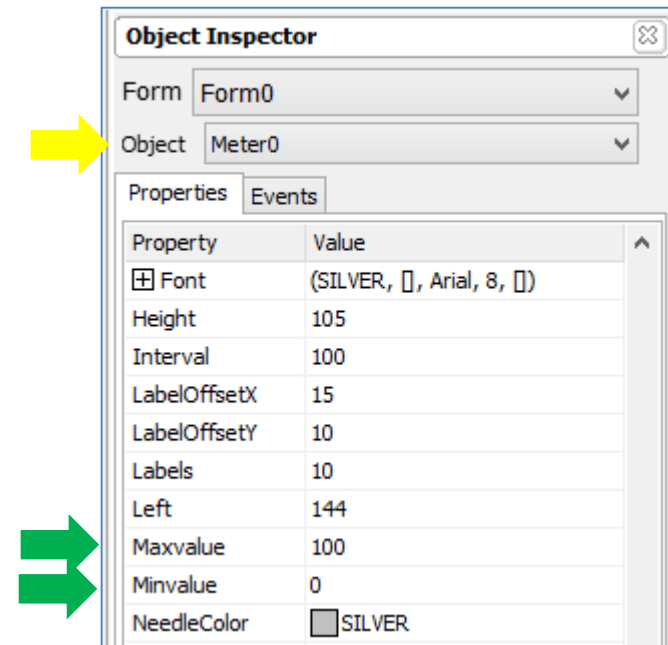 Object Inspector
Form Form0
Object Meter0
Properties Events
Property Value
Font (SILVER, [], Arial, 8, [])
Height 105
Interval 100
LabelOffsetX 15
LabelOffsetY 10
Labels 10
Left 144
Maxvalue 100
Minvalue 0
NeedleColor SILVER